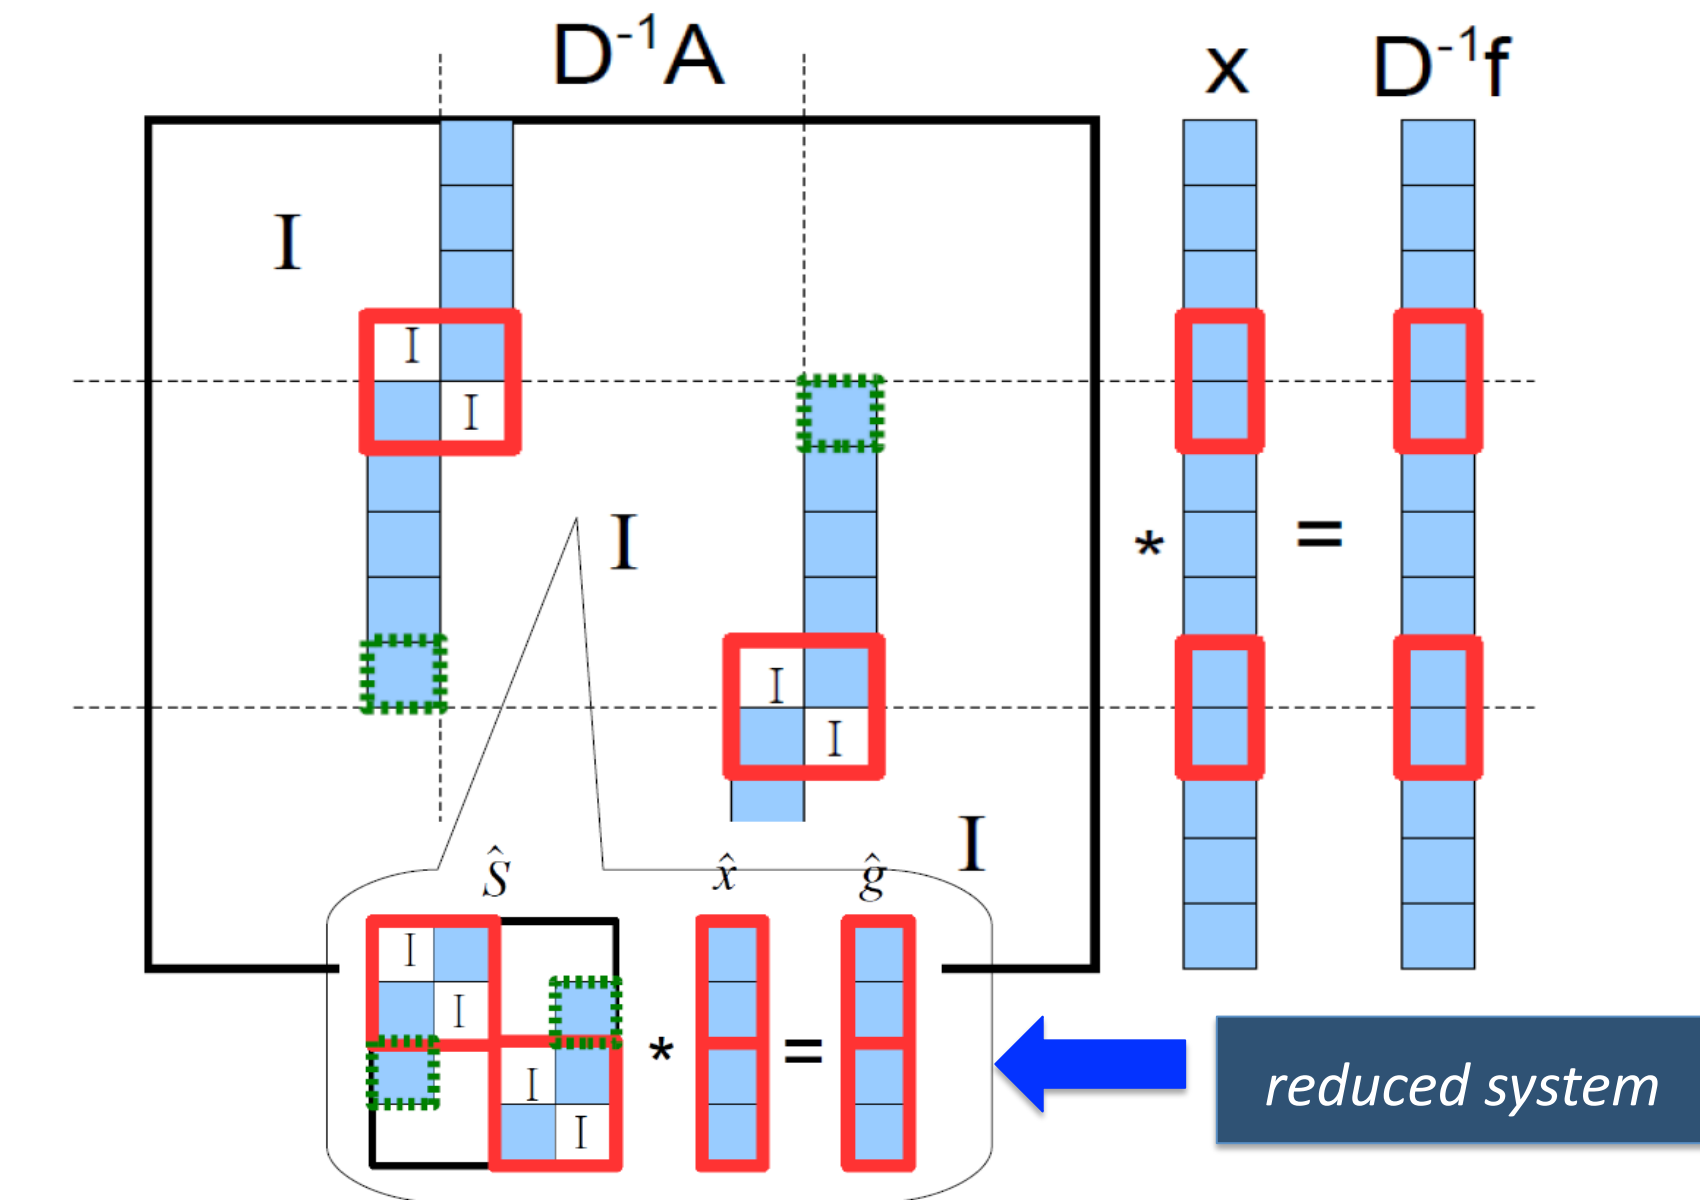 D⁻¹A x D⁻¹f
I
I
I
I
* =
I
I
I
Ŝ x̂ ĝ
I
I
* =
I
I
reduced system